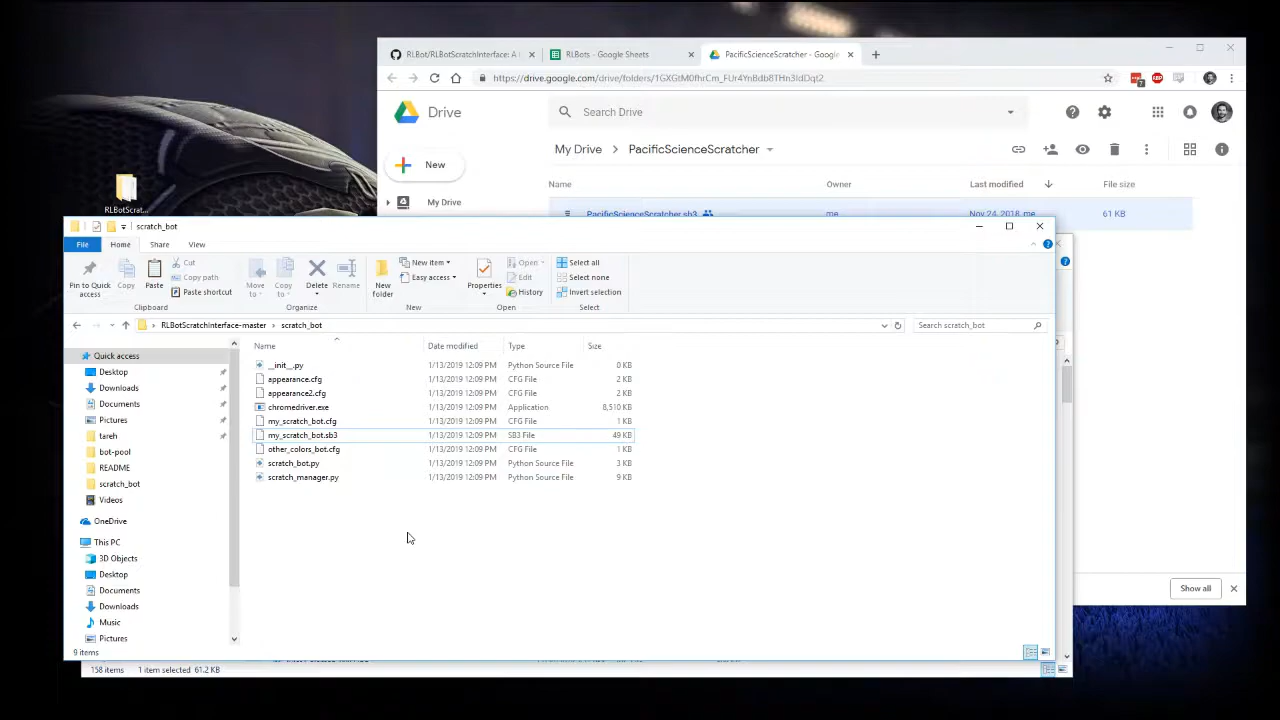 RLBot/RLBotScratchInterface: A I
RLBots - Google Sheets
PacificScienceScratcher - Google
https://drive.google.com/drive/folders/1GXGtM0fhrCm_FUr4YnBdb8THn3IdDqt2
Drive
Search Drive
New
My Drive > PacificScienceScratcher
My Drive
Name
Owner
Last modified
File size
PacificScienceScratcher.sb3
me
Nov 24, 2018 me
61 KB
RLBotScrat...
scratch_bot
File
Home
Share
View
Pin to Quick access
Copy
Paste
Cut
Copy path
Paste shortcut
Clipboard
Move to
Copy to
Delete
Rename
Organize
New folder
New item
Easy access
New
Properties
Open
Edit
History
Open
Select all
Select none
Invert selection
Select
RLBotScratchInterface-master > scratch_bot
Search scratch_bot
Quick access
Desktop
Downloads
Documents
Pictures
tareh
bot-pool
README
scratch_bot
Videos
OneDrive
This PC
3D Objects
Desktop
Documents
Downloads
Music
Pictures
Name
Date modified
Type
Size
__init__.py 1/13/2019 12:09 PM Python Source File 0 KB
appearance.cfg 1/13/2019 12:09 PM CFG File 2 KB
appearance2.cfg 1/13/2019 12:09 PM CFG File 2 KB
chromedriver.exe 1/13/2019 12:09 PM Application 8,510 KB
my_scratch_bot.cfg 1/13/2019 12:09 PM CFG File 1 KB
my_scratch_bot.sb3 1/13/2019 12:09 PM SB3 File 49 KB
other_colors_bot.cfg 1/13/2019 12:09 PM CFG File 1 KB
scratch_bot.py 1/13/2019 12:09 PM Python Source File 3 KB
scratch_manager.py 1/13/2019 12:09 PM Python Source File 9 KB
Show all
9 items
158 items 1 item selected 61.2 KB